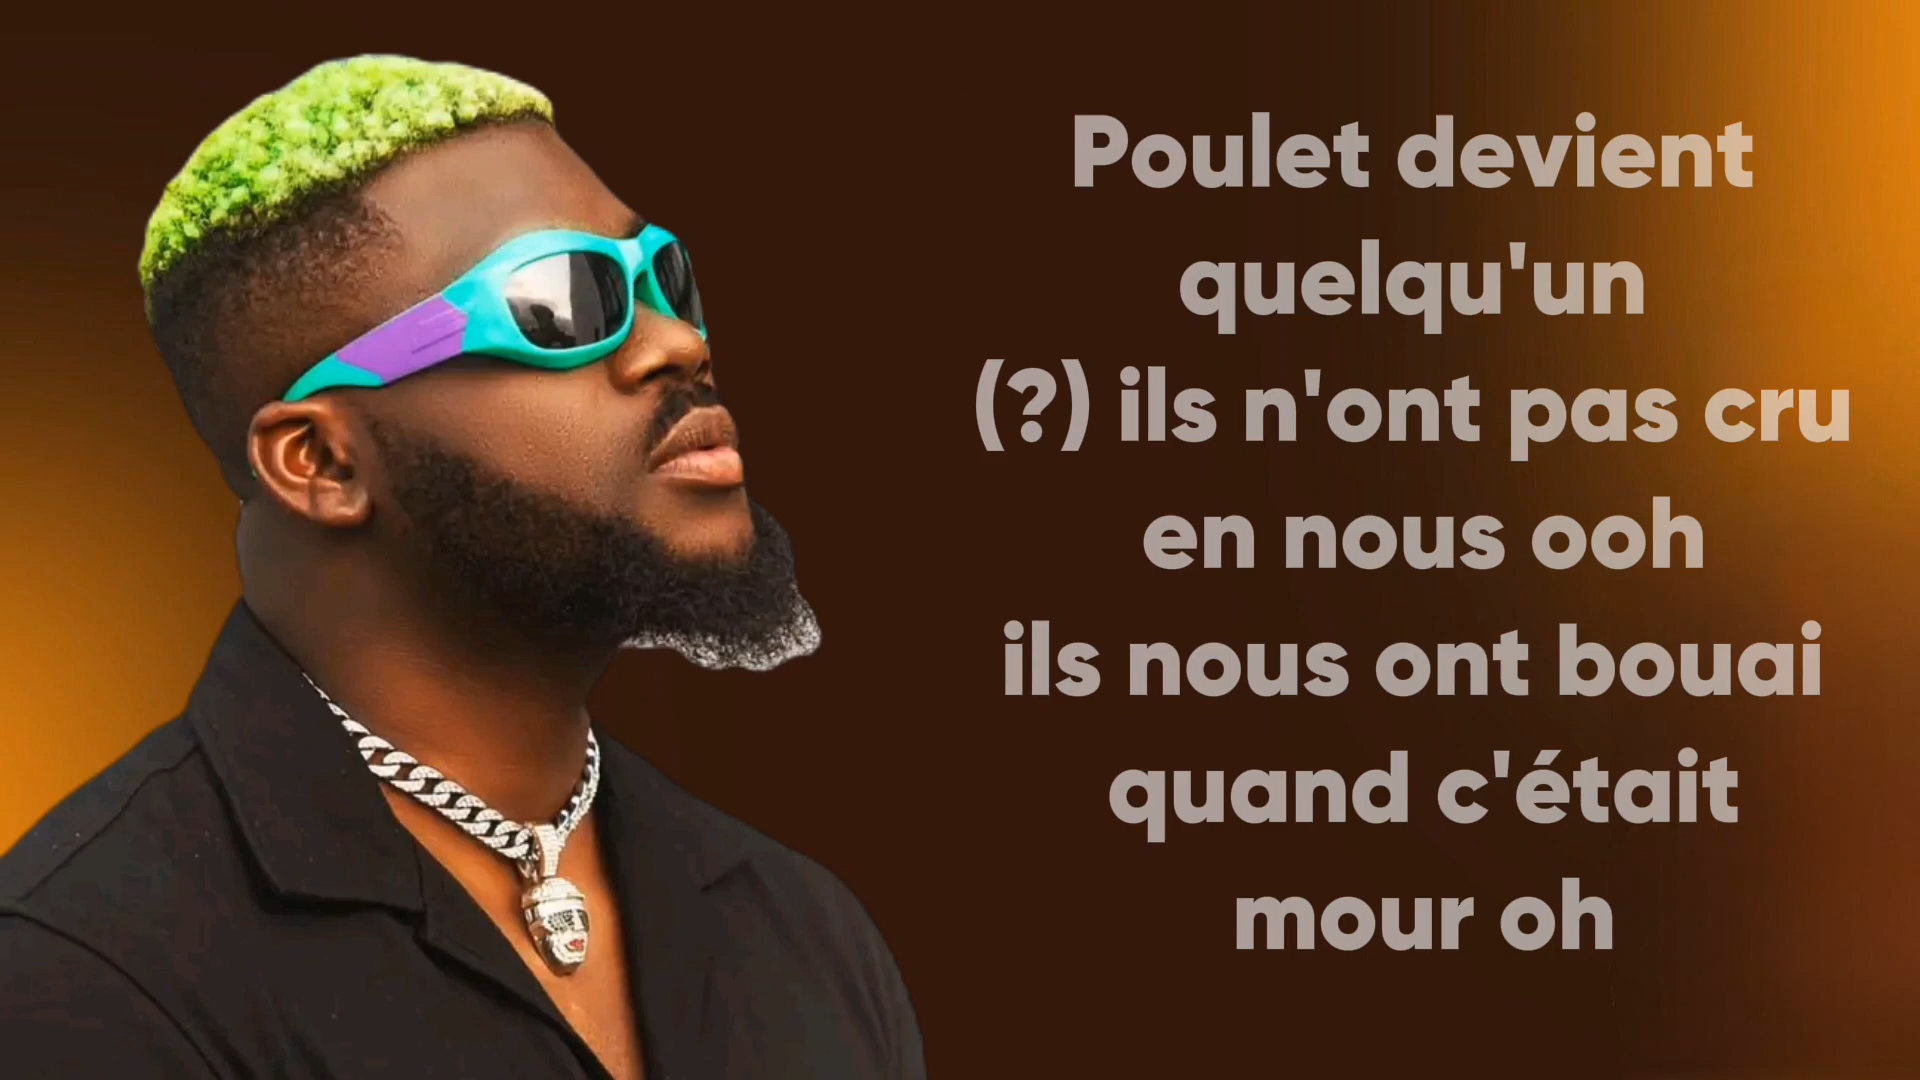 Poulet devient
quelqu'un
(?) ils n'ont pas cru
en nous ooh
ils nous ont bouai
quand c'était
mour oh